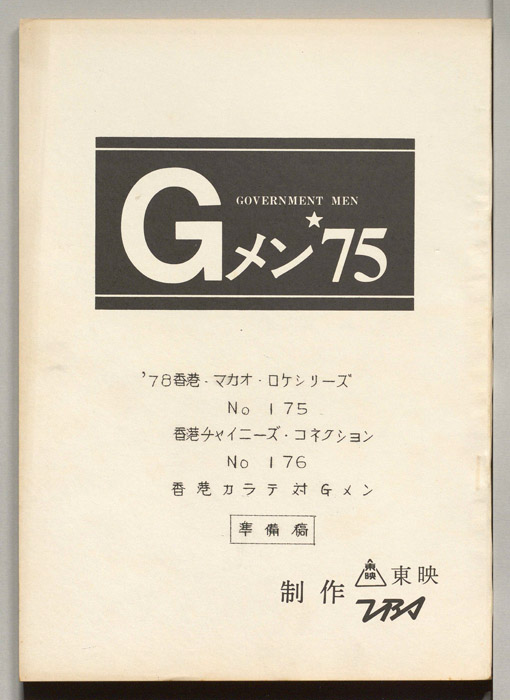 GOVERNMENT MEN
Gメン★'75
'78香港・マカオ・ロケシリーズ
No 175
香港チャイニーズ・コネクション
No 176
香港カラテ対Gメン
準備稿
制作 東映 東映
TBS